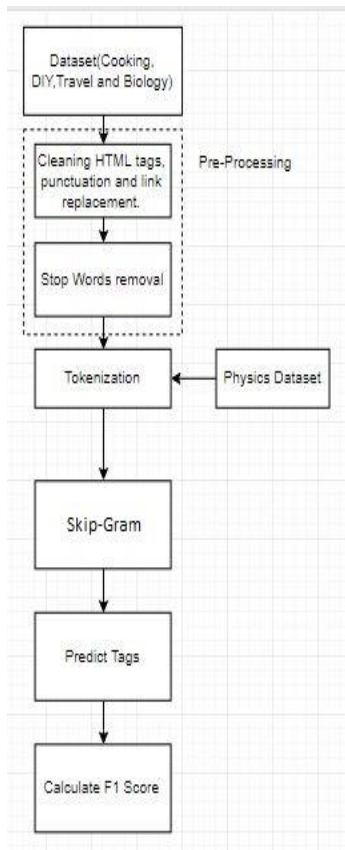 Dataset(Cooking,
DIY,Travel and Biology)
Cleaning HTML tags,
punctuation and link
replacement.
Pre-Processing
Stop Words removal
Tokenization
Physics Dataset
Skip-Gram
Predict Tags
Calculate F1 Score